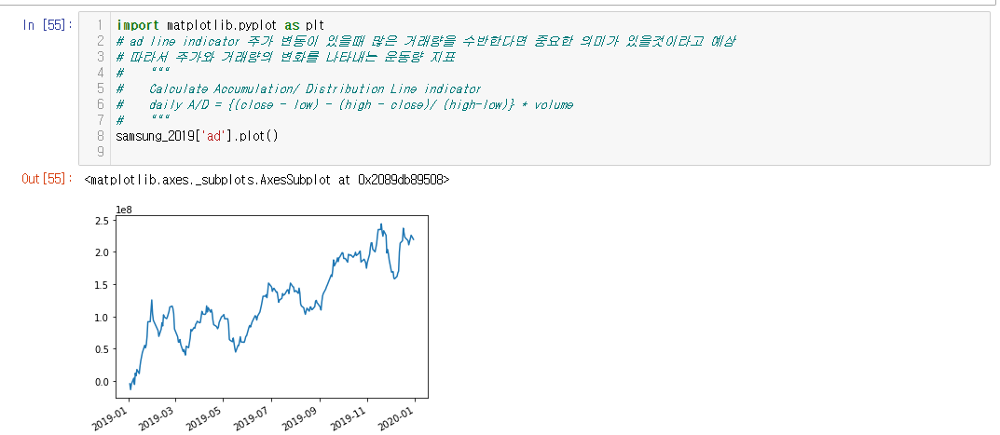 In [55]:
1 import matplotlib.pyplot as plt
2 # ad line indicator 주가 변동이 있을때 많은 거래량을 수반한다면 중요한 의미가 있을것이라고 예상
3 # 따라서 주가와 거래량의 변화를 나타내는 운동량 지표
4 #    """
5 #    Calculate Accumulation/ Distribution Line indicator
6 #    daily A/D = {(close - low) - (high - close)/ (high-low)} * volume
7 #    """
8 samsung_2019['ad'].plot()
9
Out[55]: <matplotlib.axes._subplots.AxesSubplot at 0x2089db89508>
1e8
2.5
2.0
1.5
1.0
0.5
0.0
2019-01 2019-03 2019-05 2019-07 2019-09 2019-11 2020-01